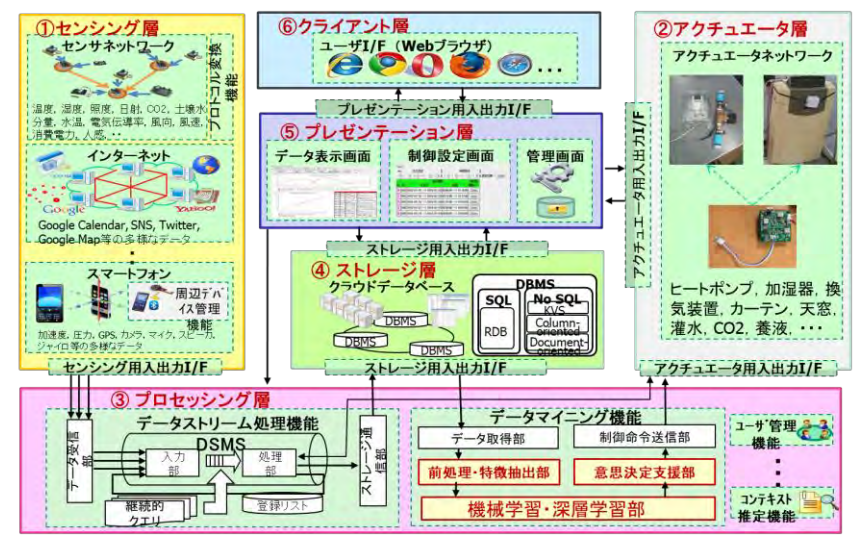 ①センシング層
センサネットワーク
温度, 湿度, 照度, 日射, CO2, 土壌水
分量, 水温, 電気伝導率, 風向, 風速,
消費電力, 人感, ・・
プロトコル変換
機能
インターネット
Google
YAHOO!
Google Calendar, SNS, Twitter,
Google Map等の多様なデータ
スマートフォン
周辺デバ
イス管理
機能
加速度, 圧力, GPS, カメラ, マイク, スピーカ,
ジャイロ等の多様なデータ
センシング用入出力I/F
⑥クライアント層
ユーザI/F（Webブラウザ）
・・・
プレゼンテーション用入出力I/F
⑤ プレゼンテーション層
データ表示画面
制御設定画面
管理画面
ストレージ用入出力I/F
④ ストレージ層
クラウドデータベース
DBMS
DBMS
DBMS
DBMS
SQL
RDB
No SQL
KVS
Column-
oriented
Document-
oriented
ストレージ用入出力I/F
②アクチュエータ層
アクチュエータネットワーク
アクチュエータ用入出力I/F
ヒートポンプ, 加湿器, 換
気装置, カーテン, 天窓,
灌水, CO2, 養液, ・・・
アクチュエータ用入出力I/F
③ プロセッシング層
データストリーム処理機能
DSMS
データ受信
部
入力
部
処理
部
継続的
クエリ
登録リスト
ストレージ通
信部
データマイニング機能
データ取得部
制御命令送信部
前処理・特徴抽出部
意思決定支援部
機械学習・深層学習部
ユーザ管理
機能
コンテキスト
推定機能